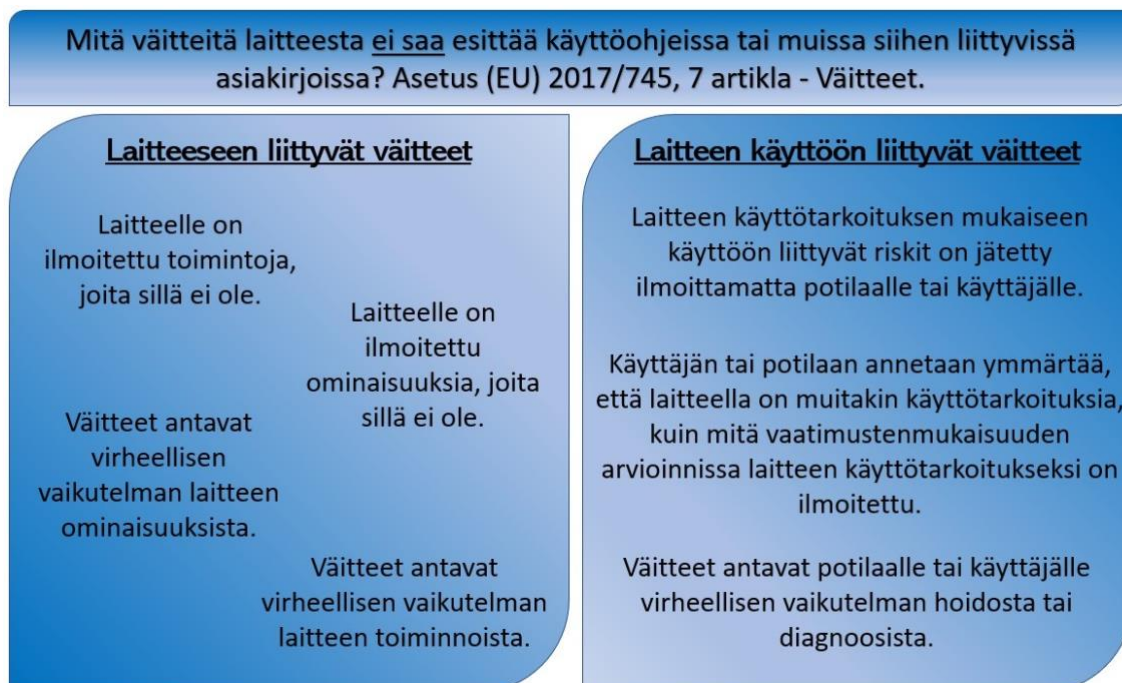 Mitä väitteitä laitteesta ei saa esittää käyttöohjeissa tai muissa siihen liittyvissä
asiakirjoissa? Asetus (EU) 2017/745, 7 artikla - Väitteet.
Laitteeseen liittyvät väitteet
Laitteelle on
ilmoitettu toimintoja,
joita sillä ei ole.
Laitteelle on
ilmoitettu
ominaisuuksia, joita
sillä ei ole.
Väitteet antavat
virheellisen
vaikutelman laitteen
ominaisuuksista.
Väitteet antavat
virheellisen vaikutelman
laitteen toiminnoista.
Laitteen käyttöön liittyvät väitteet
Laitteen käyttötarkoituksen mukaiseen
käyttöön liittyvät riskit on jätetty
ilmoittamatta potilaalle tai käyttäjälle.
Käyttäjän tai potilaan annetaan ymmärtää,
että laitteella on muitakin käyttötarkoituksia,
kuin mitä vaatimustenmukaisuuden
arvioinnissa laitteen käyttötarkoitukseksi on
ilmoitettu.
Väitteet antavat potilaalle tai käyttäjälle
virheellisen vaikutelman hoidosta tai
diagnoosista.